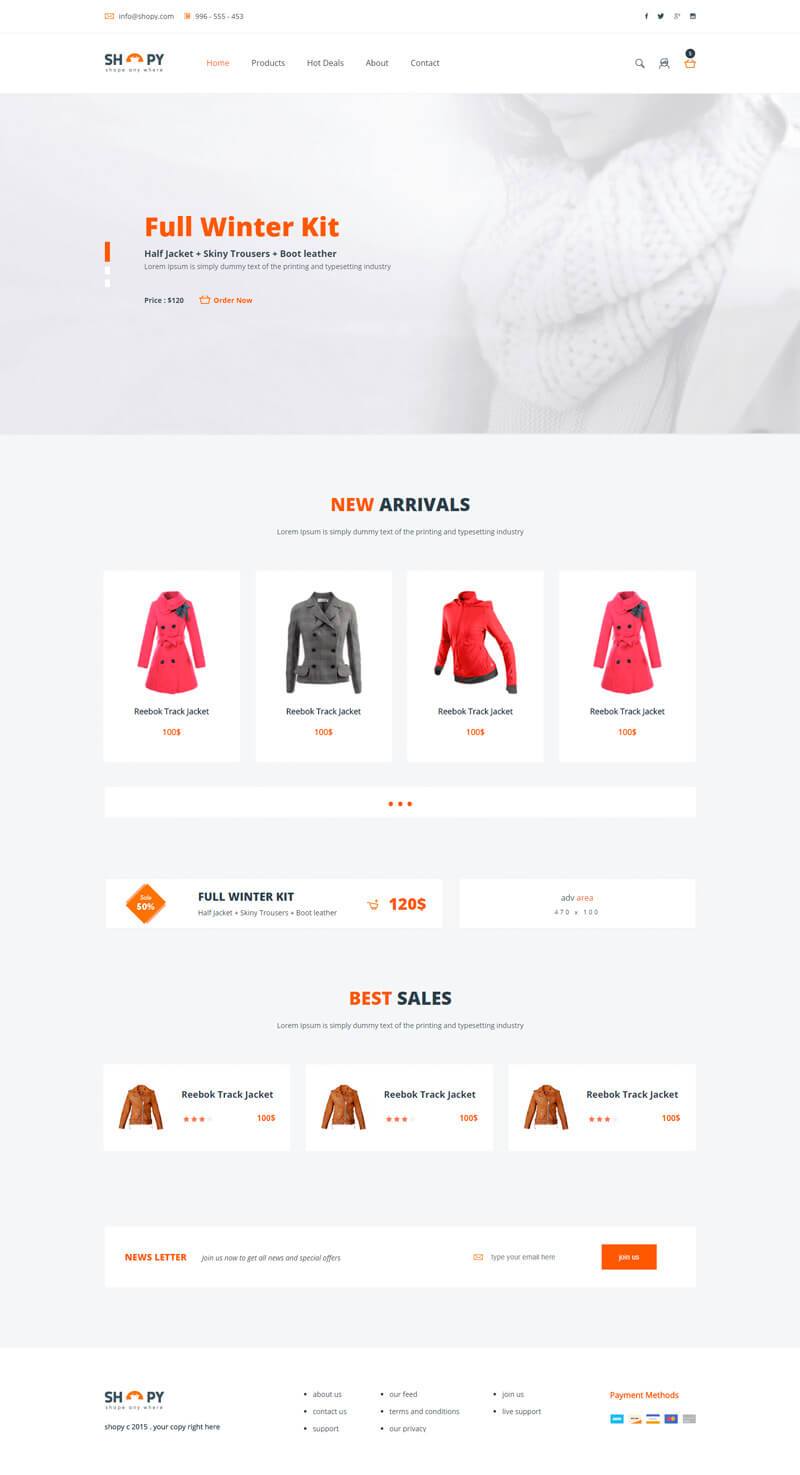 info@shopy.com 996 - 555 - 453
SHOPY
shope any where
Home Products Hot Deals About Contact
Full Winter Kit
Half Jacket + Skiny Trousers + Boot leather
Lorem Ipsum is simply dummy text of the printing and typesetting industry
Price : $120 Order Now
NEW ARRIVALS
Lorem Ipsum is simply dummy text of the printing and typesetting industry
Reebok Track Jacket Reebok Track Jacket Reebok Track Jacket Reebok Track Jacket
100$ 100$ 100$ 100$
Sale
50%
FULL WINTER KIT
Half Jacket + Skiny Trousers + Boot leather
120$
adv area
470 x 100
BEST SALES
Lorem Ipsum is simply dummy text of the printing and typesetting industry
Reebok Track Jacket Reebok Track Jacket Reebok Track Jacket
100$ 100$ 100$
NEWS LETTER Join us now to get all news and special offers type your email here join us
SHOPY
shope any where
shopy c 2015 . your copy right here
about us
contact us
support
our feed
terms and conditions
our privacy
join us
live support
Payment Methods